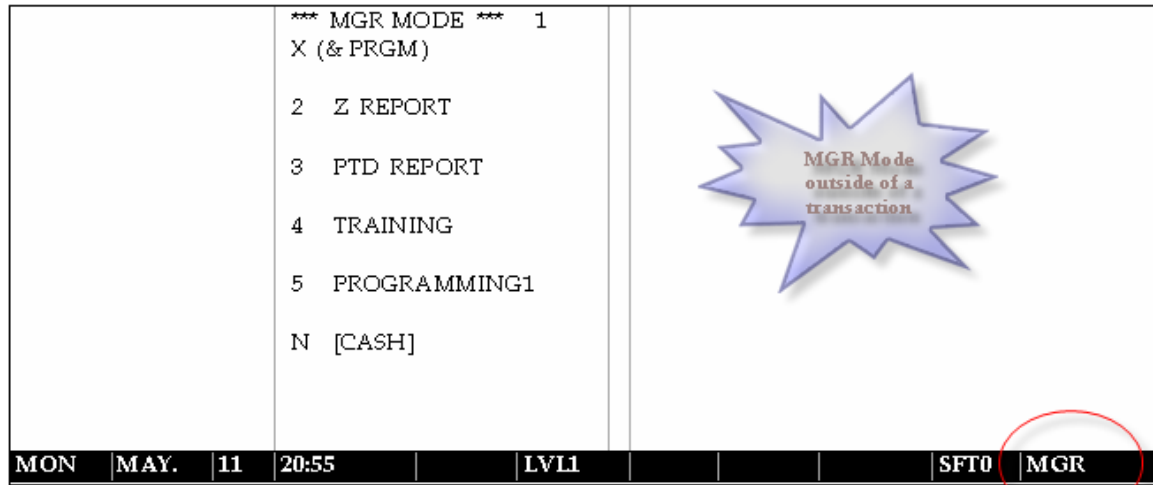 *** MGR MODE *** 1
X (& PRGM)
2 Z REPORT
3 PTD REPORT
4 TRAINING
5 PROGRAMMING1
N [CASH]
MGR Mode
outside of a
transaction
MON MAY. 11 20:55 LVL1 SFT0 MGR